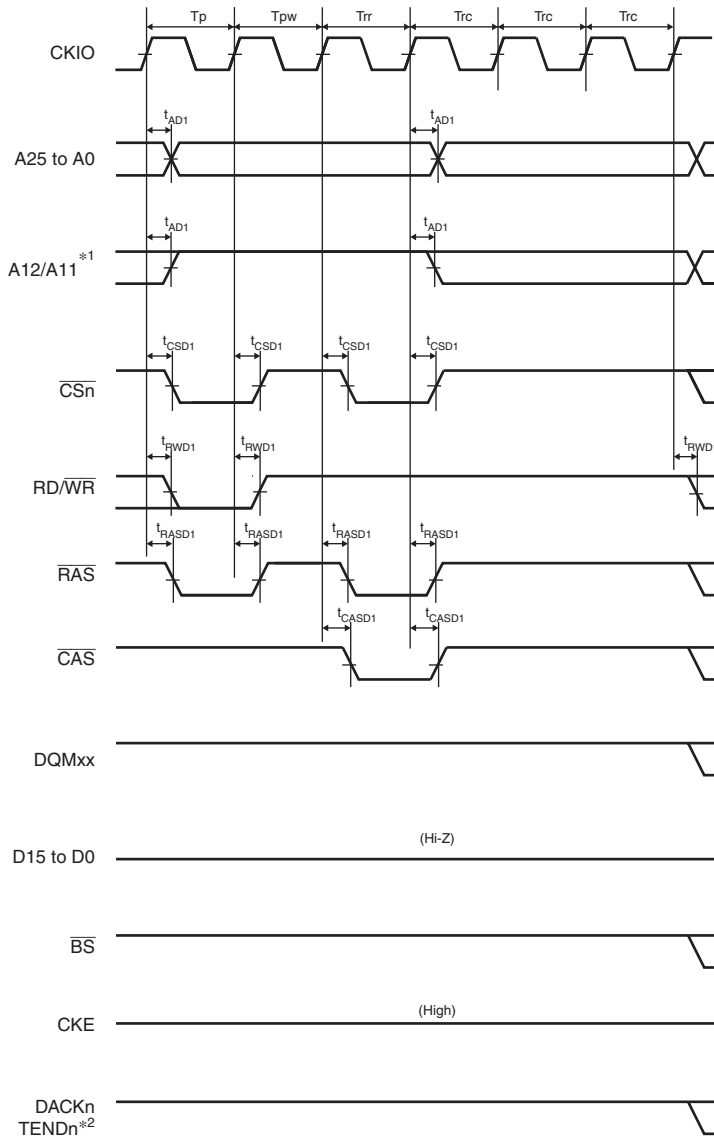 Tp Tpw Trr Trc Trc Trc
CKIO
tAD1 tAD1
A25 to A0
tAD1 tAD1
A12/A11*1
tCSD1 tCSD1 tCSD1 tCSD1
CSn
tRWD1 tRWD1 tRWD1
RD/WR
tRASD1 tRASD1 tRASD1 tRASD1
RAS
tCASD1 tCASD1
CAS
DQMxx
(Hi-Z)
D15 to D0
BS
(High)
CKE
DACKn
TENDn*2